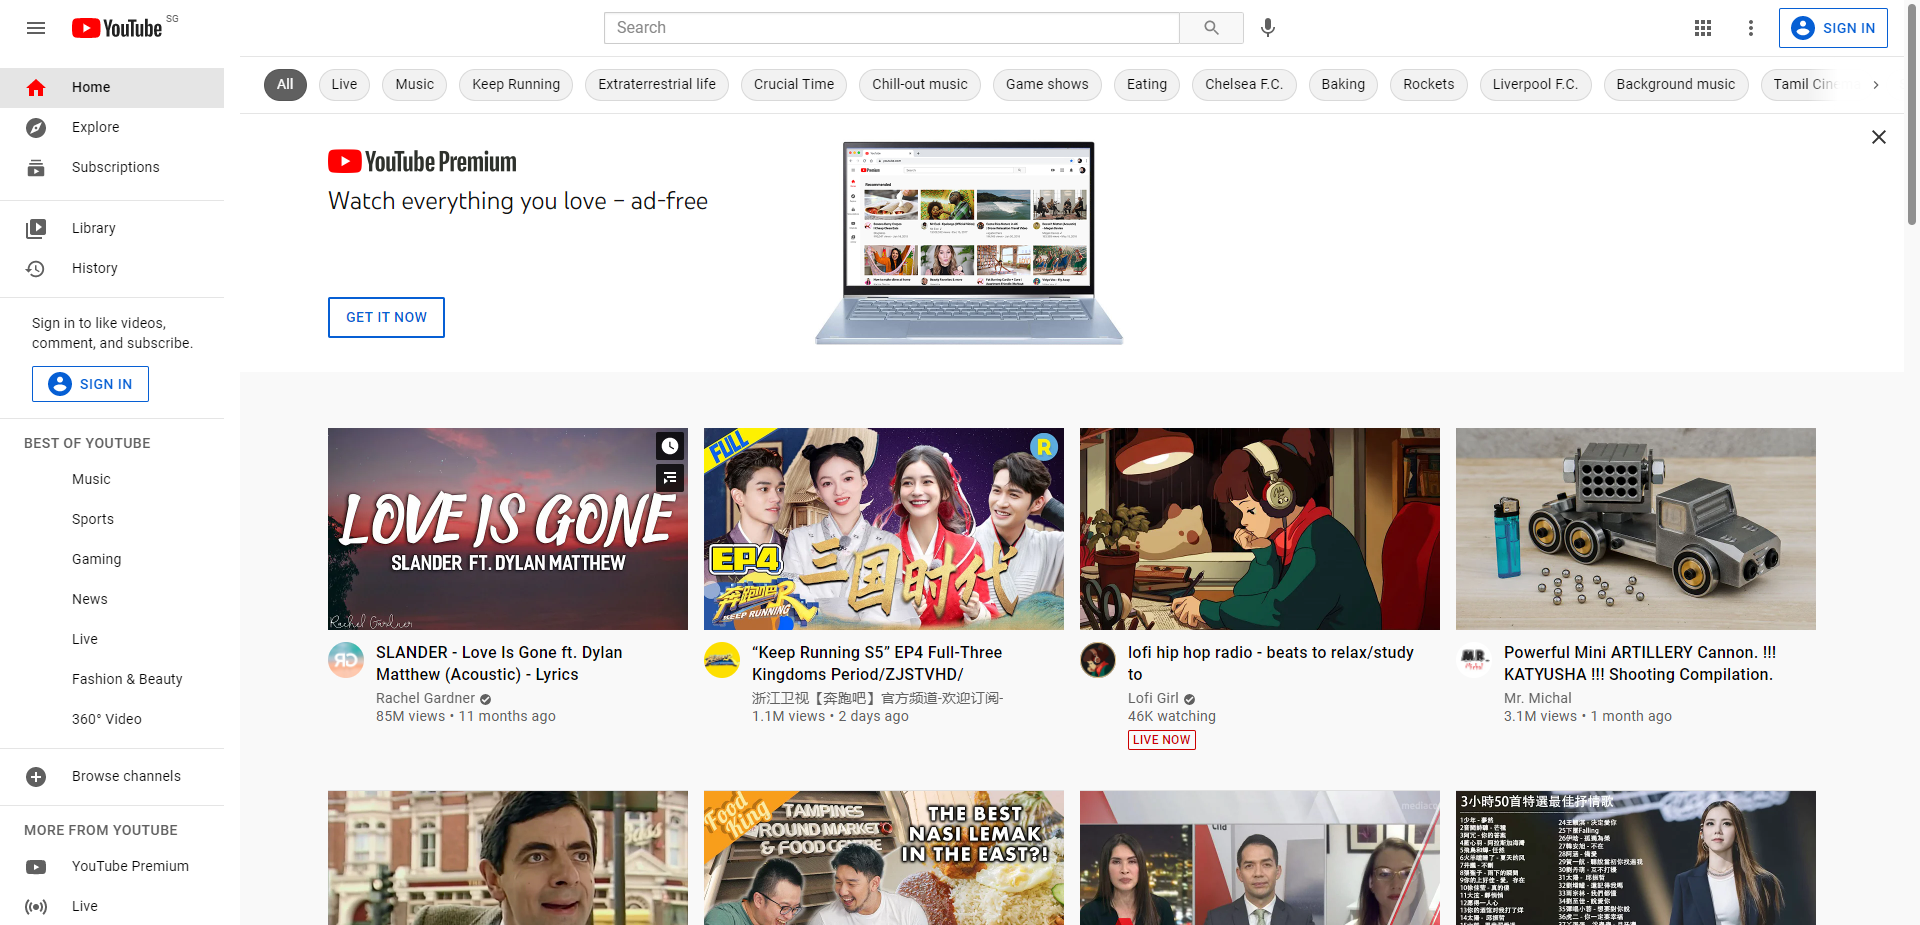 YouTube SG
Search
SIGN IN
Home
Explore
Subscriptions
Library
History
Sign in to like videos,
comment, and subscribe.
SIGN IN
BEST OF YOUTUBE
Music
Sports
Gaming
News
Live
Fashion & Beauty
360° Video
Browse channels
MORE FROM YOUTUBE
YouTube Premium
Live
All
Live
Music
Keep Running
Extraterrestrial life
Crucial Time
Chill-out music
Game shows
Eating
Chelsea F.C.
Baking
Rockets
Liverpool F.C.
Background music
Tamil
YouTube Premium
Watch everything you love – ad-free
GET IT NOW
Recommended
LOVE IS GONE
SLANDER FT. DYLAN MATTHEW
Rachel Gardner
SLANDER - Love Is Gone ft. Dylan
Matthew (Acoustic) - Lyrics
Rachel Gardner
85M views • 11 months ago
FULL
R
EP4
三国时代
奔跑吧R
KEEP RUNNING
“Keep Running S5” EP4 Full-Three
Kingdoms Period/ZJSTVHD/
浙江卫视【奔跑吧】官方频道-欢迎订阅-
1.1M views • 2 days ago
lofi hip hop radio - beats to relax/study
to
Lofi Girl
46K watching
LIVE NOW
M.R.
Michal
Powerful Mini ARTILLERY Cannon. !!!
KATYUSHA !!! Shooting Compilation.
Mr. Michal
3.1M views • 1 month ago
Food
King
TAMPINES
ROUND MARKET
& FOOD CENTRE
THE BEST
NASI LEMAK
IN THE EAST?!
3小時50首特選最佳抒情歌